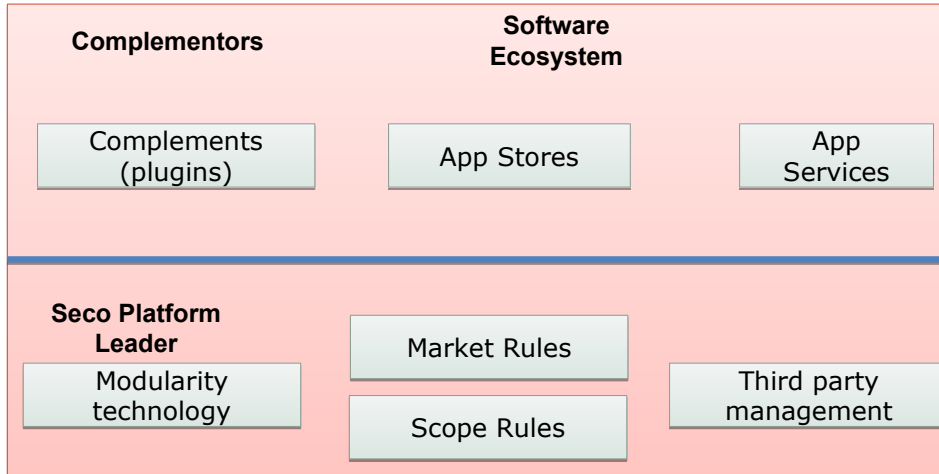 Complementors
Software
Ecosystem
Complements
(plugins)
App Stores
App
Services
Seco Platform
Leader
Market Rules
Modularity
technology
Third party
management
Scope Rules